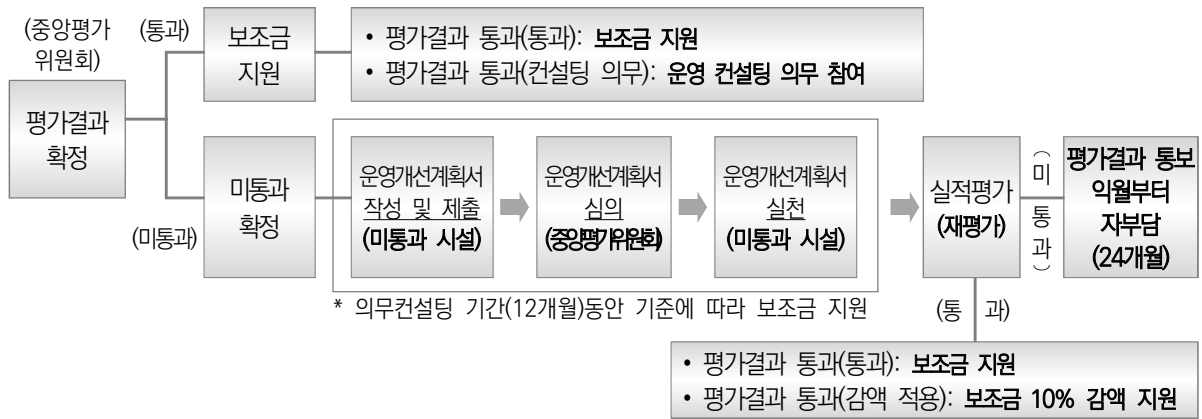 (중앙평가
위원회)
평가결과
확정
(통과)
보조금
지원
• 평가결과 통과(통과): 보조금 지원
• 평가결과 통과(컨설팅 의무): 운영 컨설팅 의무 참여
(미통과)
미통과
확정
운영개선계획서
작성 및 제출
(미통과 시설)
운영개선계획서
심의
(중앙평가위원회)
운영개선계획서
실천
(미통과 시설)
* 의무컨설팅 기간(12개월)동안 기준에 따라 보조금 지원
실적평가
(재평가)
(미통과)
평가결과 통보
익월부터
자부담
(24개월)
(통과)
• 평가결과 통과(통과): 보조금 지원
• 평가결과 통과(감액 적용): 보조금 10% 감액 지원